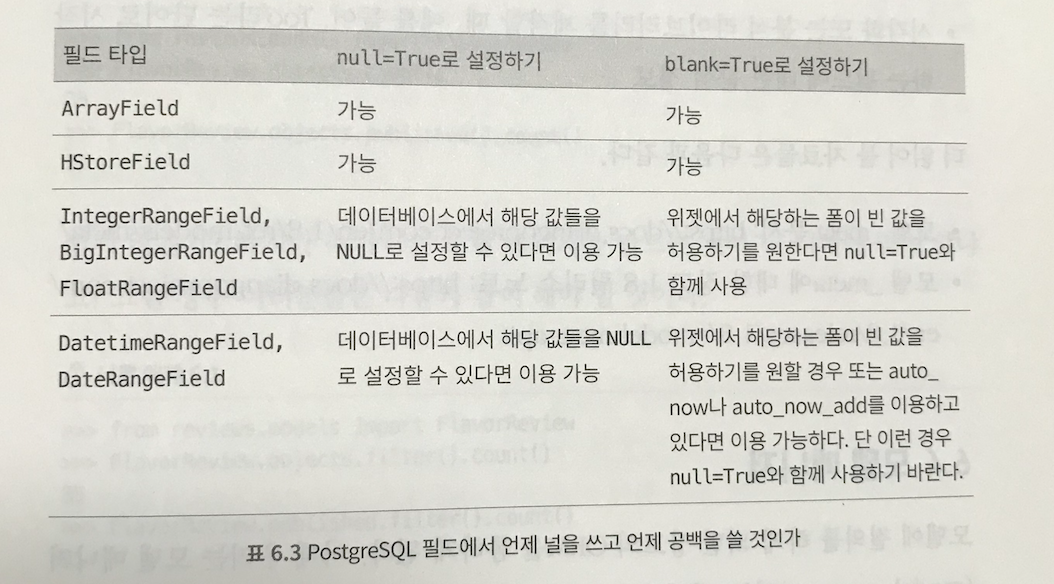 필드 타입 null=True로 설정하기 blank=True로 설정하기
ArrayField 가능 가능
HStoreField 가능 가능
IntegerRangeField, 데이터베이스에서 해당 값들을 위젯에서 해당하는 폼이 빈 값을
BigIntegerRangeField, NULL로 설정할 수 있다면 이용 가능 허용하기를 원한다면 null=True와
FloatRangeField 함께 사용
DatetimeRangeField, 데이터베이스에서 해당 값들을 NULL 위젯에서 해당하는 폼이 빈 값을
DateRangeField 로 설정할 수 있다면 이용 가능 허용하기를 원할 경우 또는 auto_
now나 auto_now_add를 이용하고
있다면 이용 가능하다. 단 이런 경우
null=True와 함께 사용하기 바란다.
표 6.3 PostgreSQL 필드에서 언제 널을 쓰고 언제 공백을 쓸 것인가